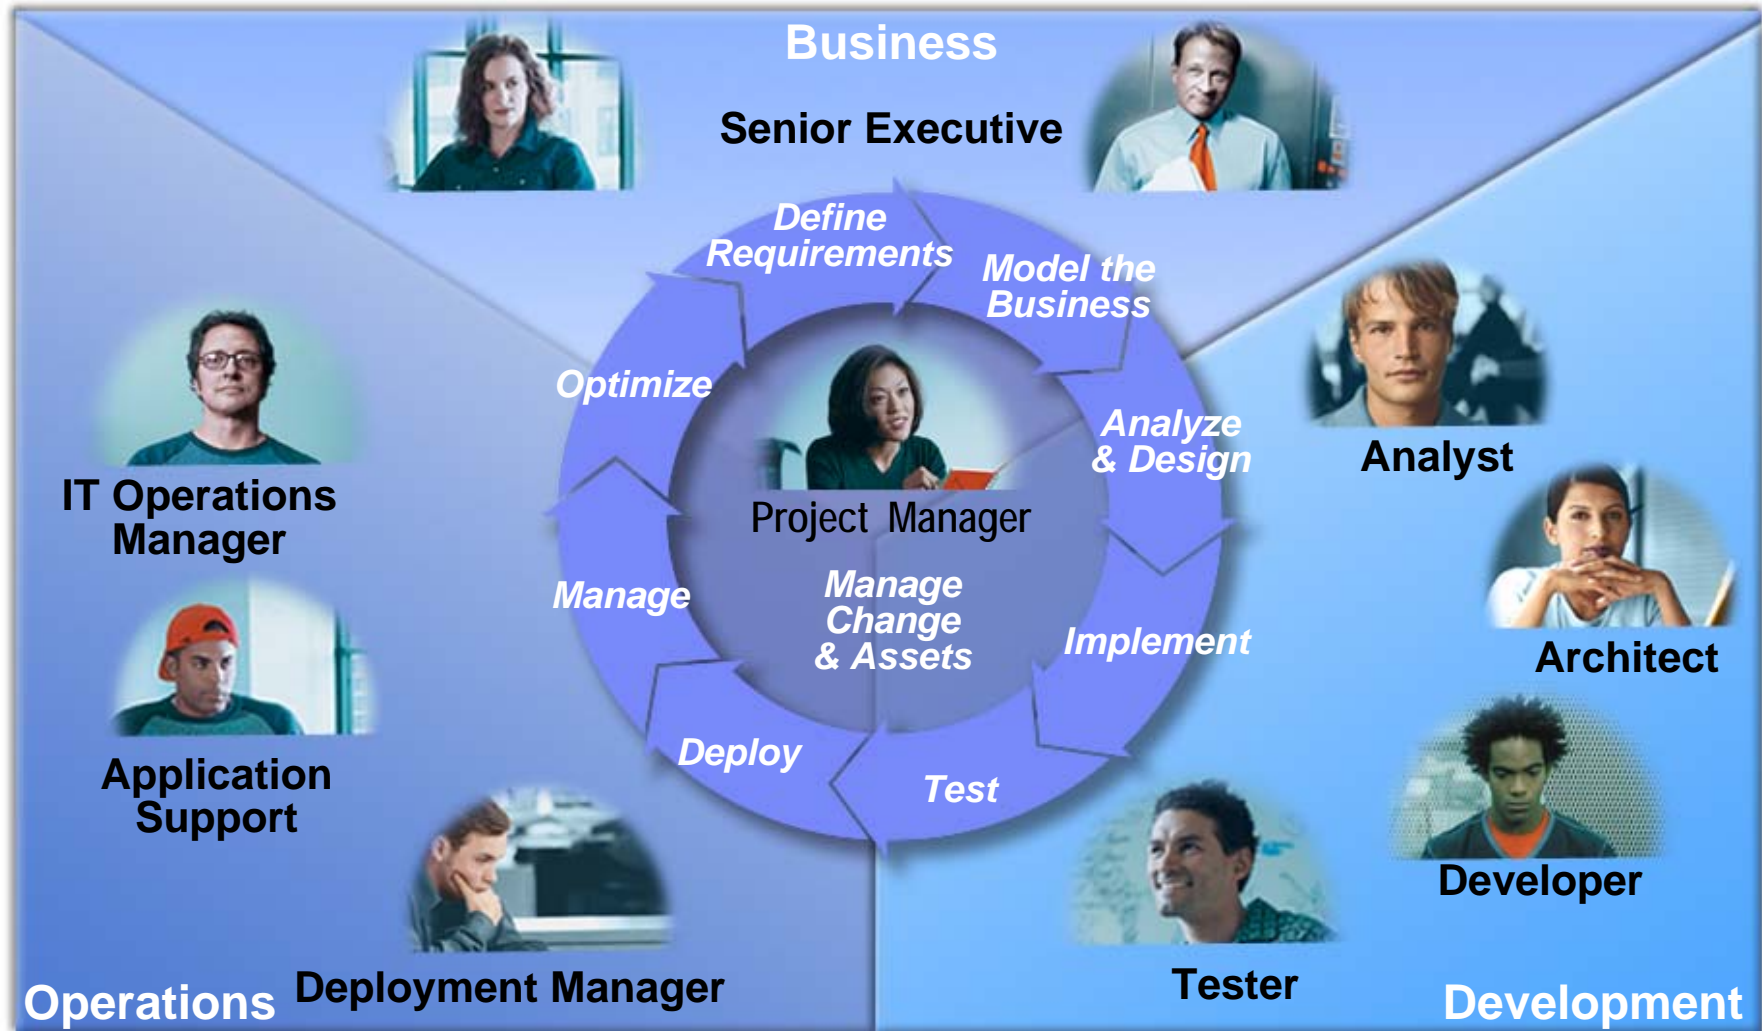 Business
Senior Executive
Define
Requirements
Model the
Business
Optimize
Analyze
& Design
Analyst
IT Operations
Manager
Project Manager
Manage
Manage
Change
& Assets
Implement
Architect
Application
Support
Deploy
Test
Developer
Deployment Manager
Tester
Operations
Development